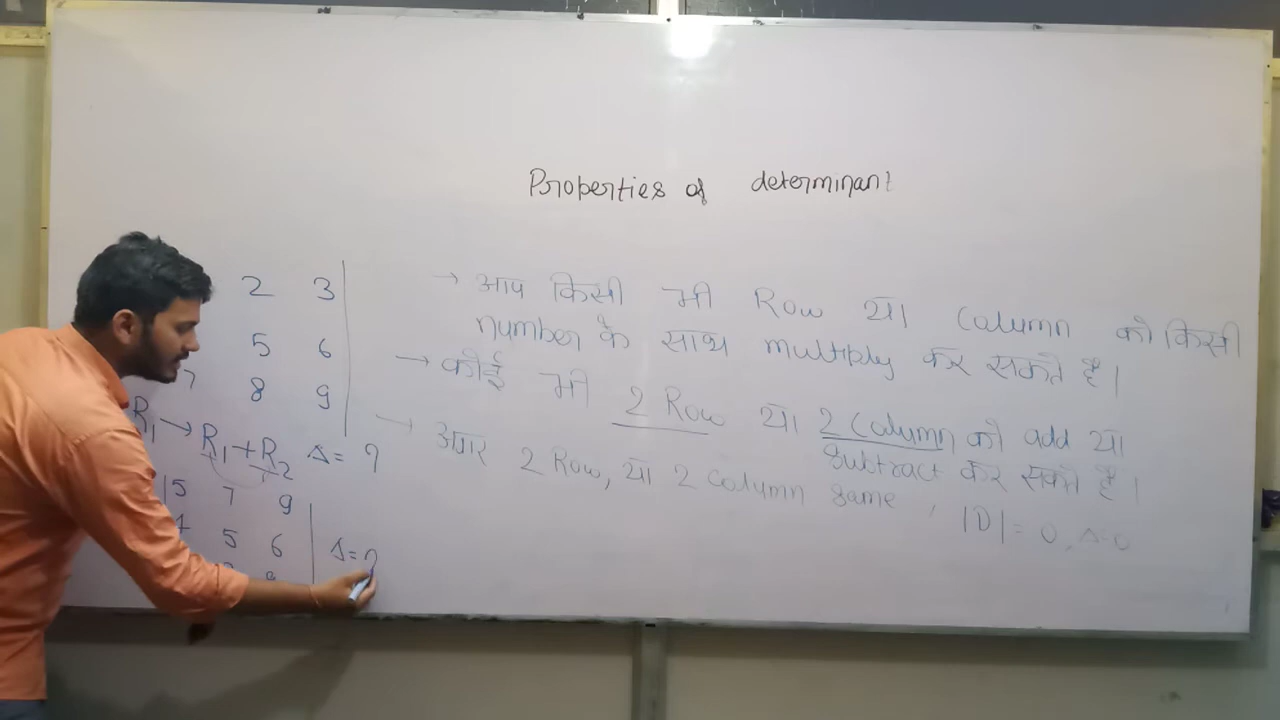 Properties of determinant
2 3
5 6
7 8 9
R1 → R1 + R2 Δ = ?
5 7 9
4 5 6 Δ = ?
→ आप किसी भी Row या Column को किसी
number के साथ multiply कर सकते है।
→ कोई भी 2 Row या 2 Column को add या
subtract कर सकते है।
→ अगर 2 Row, या 2 Column same, |D| = 0, Δ=0